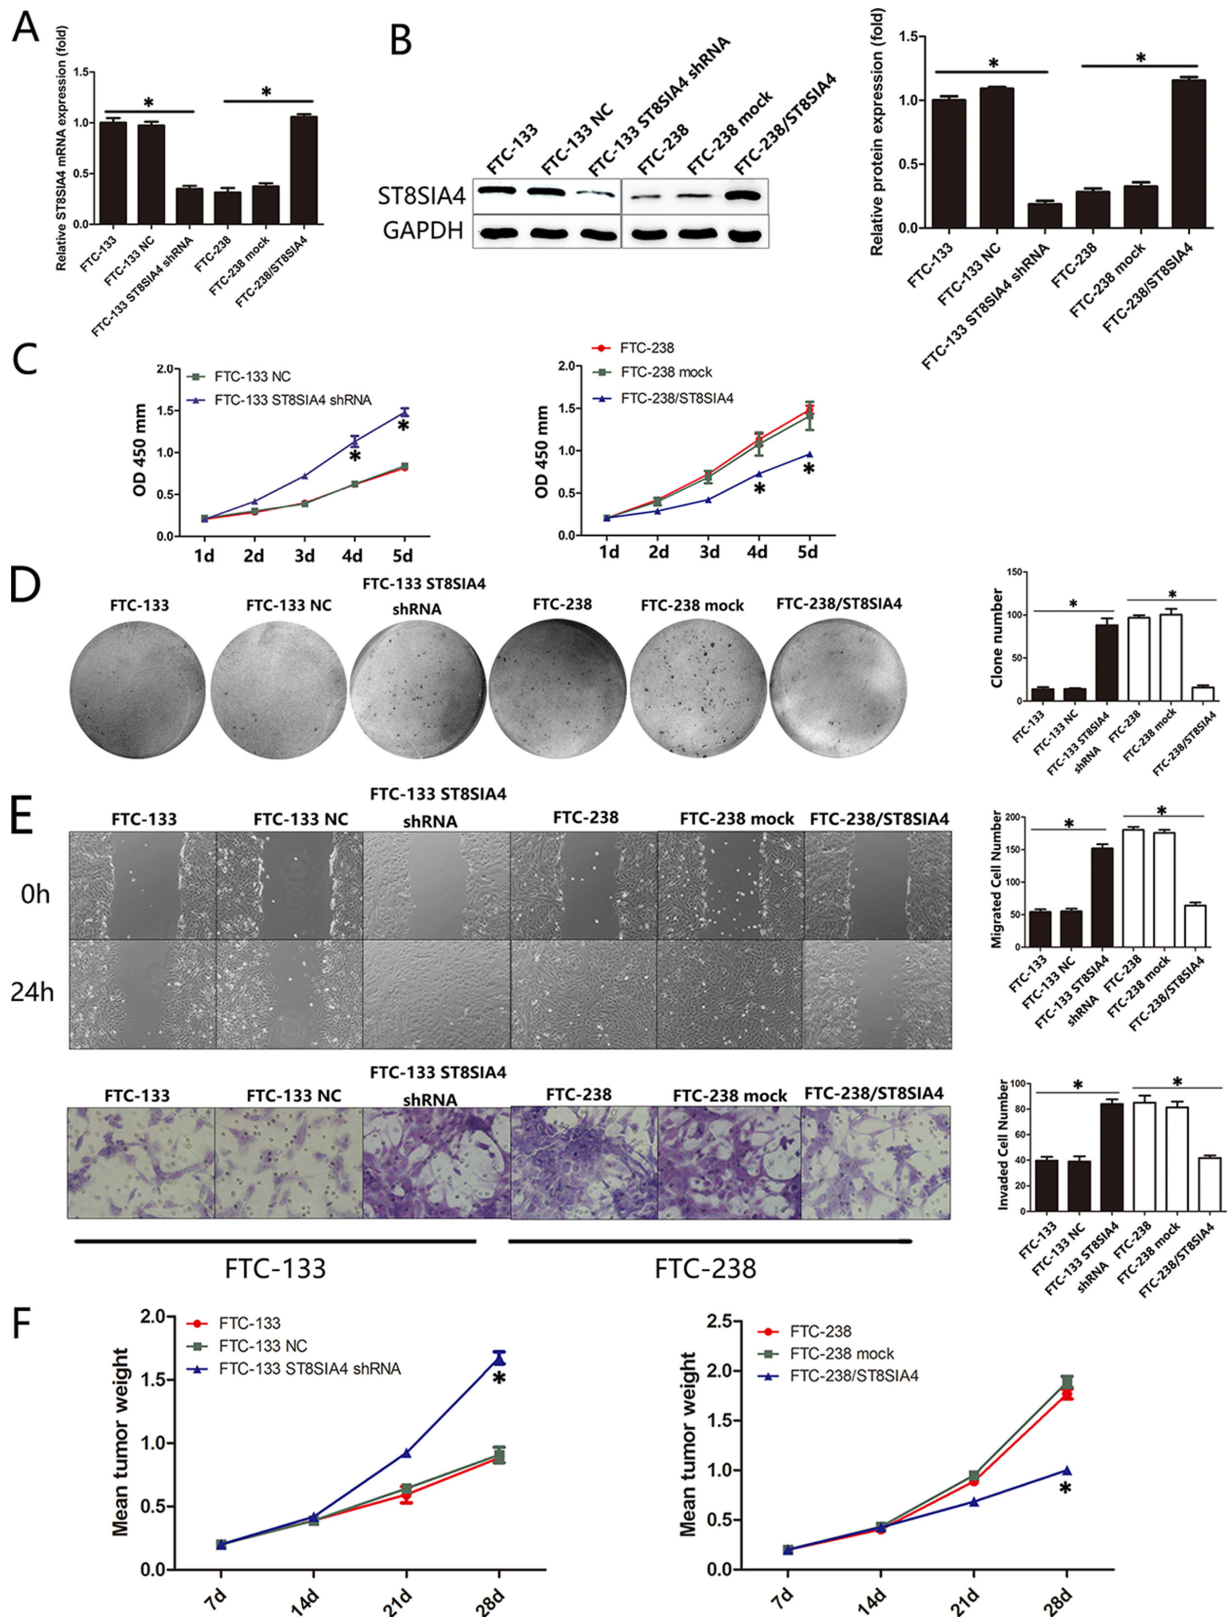 A
Relative ST8SIA4 mRNA expression (fold)
1.5
1.0
0.5
0.0
*
*
FTC-133
FTC-133 NC
FTC-133 ST8SIA4 shRNA
FTC-238
FTC-238 mock
FTC-238/ST8SIA4
B
FTC-133
FTC-133 NC
FTC-133 ST8SIA4 shRNA
FTC-238
FTC-238 mock
FTC-238/ST8SIA4
ST8SIA4
GAPDH
Relative protein expression (fold)
1.5
1.0
0.5
0.0
*
*
FTC-133
FTC-133 NC
FTC-133 ST8SIA4 shRNA
FTC-238
FTC-238 mock
FTC-238/ST8SIA4
C
OD 450 mm
2.0
1.5
1.0
0.5
0.0
FTC-133 NC
FTC-133 ST8SIA4 shRNA
*
*
1d 2d 3d 4d 5d
FTC-238
FTC-238 mock
FTC-238/ST8SIA4
OD 450 mm
2.0
1.5
1.0
0.5
0.0
*
*
1d 2d 3d 4d 5d
D
FTC-133
FTC-133 NC
FTC-133 ST8SIA4
shRNA
FTC-238
FTC-238 mock
FTC-238/ST8SIA4
Clone number
150
100
50
0
*
*
FTC-133
FTC-133 NC
FTC-133 ST8SIA4
shRNA
FTC-238
FTC-238 mock
FTC-238/ST8SIA4
E
FTC-133
FTC-133 NC
FTC-133 ST8SIA4
shRNA
FTC-238
FTC-238 mock
FTC-238/ST8SIA4
0h
24h
Migrated Cell Number
200
150
100
50
0
*
*
FTC-133
FTC-133 NC
FTC-133 ST8SIA4
shRNA
FTC-238
FTC-238 mock
FTC-238/ST8SIA4
FTC-133
FTC-133 NC
FTC-133 ST8SIA4
shRNA
FTC-238
FTC-238 mock
FTC-238/ST8SIA4
FTC-133
FTC-238
Invaded Cell Number
100
80
60
40
20
0
*
*
FTC-133
FTC-133 NC
FTC-133 ST8SIA4
shRNA
FTC-238
FTC-238 mock
FTC-238/ST8SIA4
F
Mean tumor weight
2.0
1.5
1.0
0.5
0.0
FTC-133
FTC-133 NC
FTC-133 ST8SIA4 shRNA
*
7d 14d 21d 28d
Mean tumor weight
2.5
2.0
1.5
1.0
0.5
0.0
FTC-238
FTC-238 mock
FTC-238/ST8SIA4
*
7d 14d 21d 28d